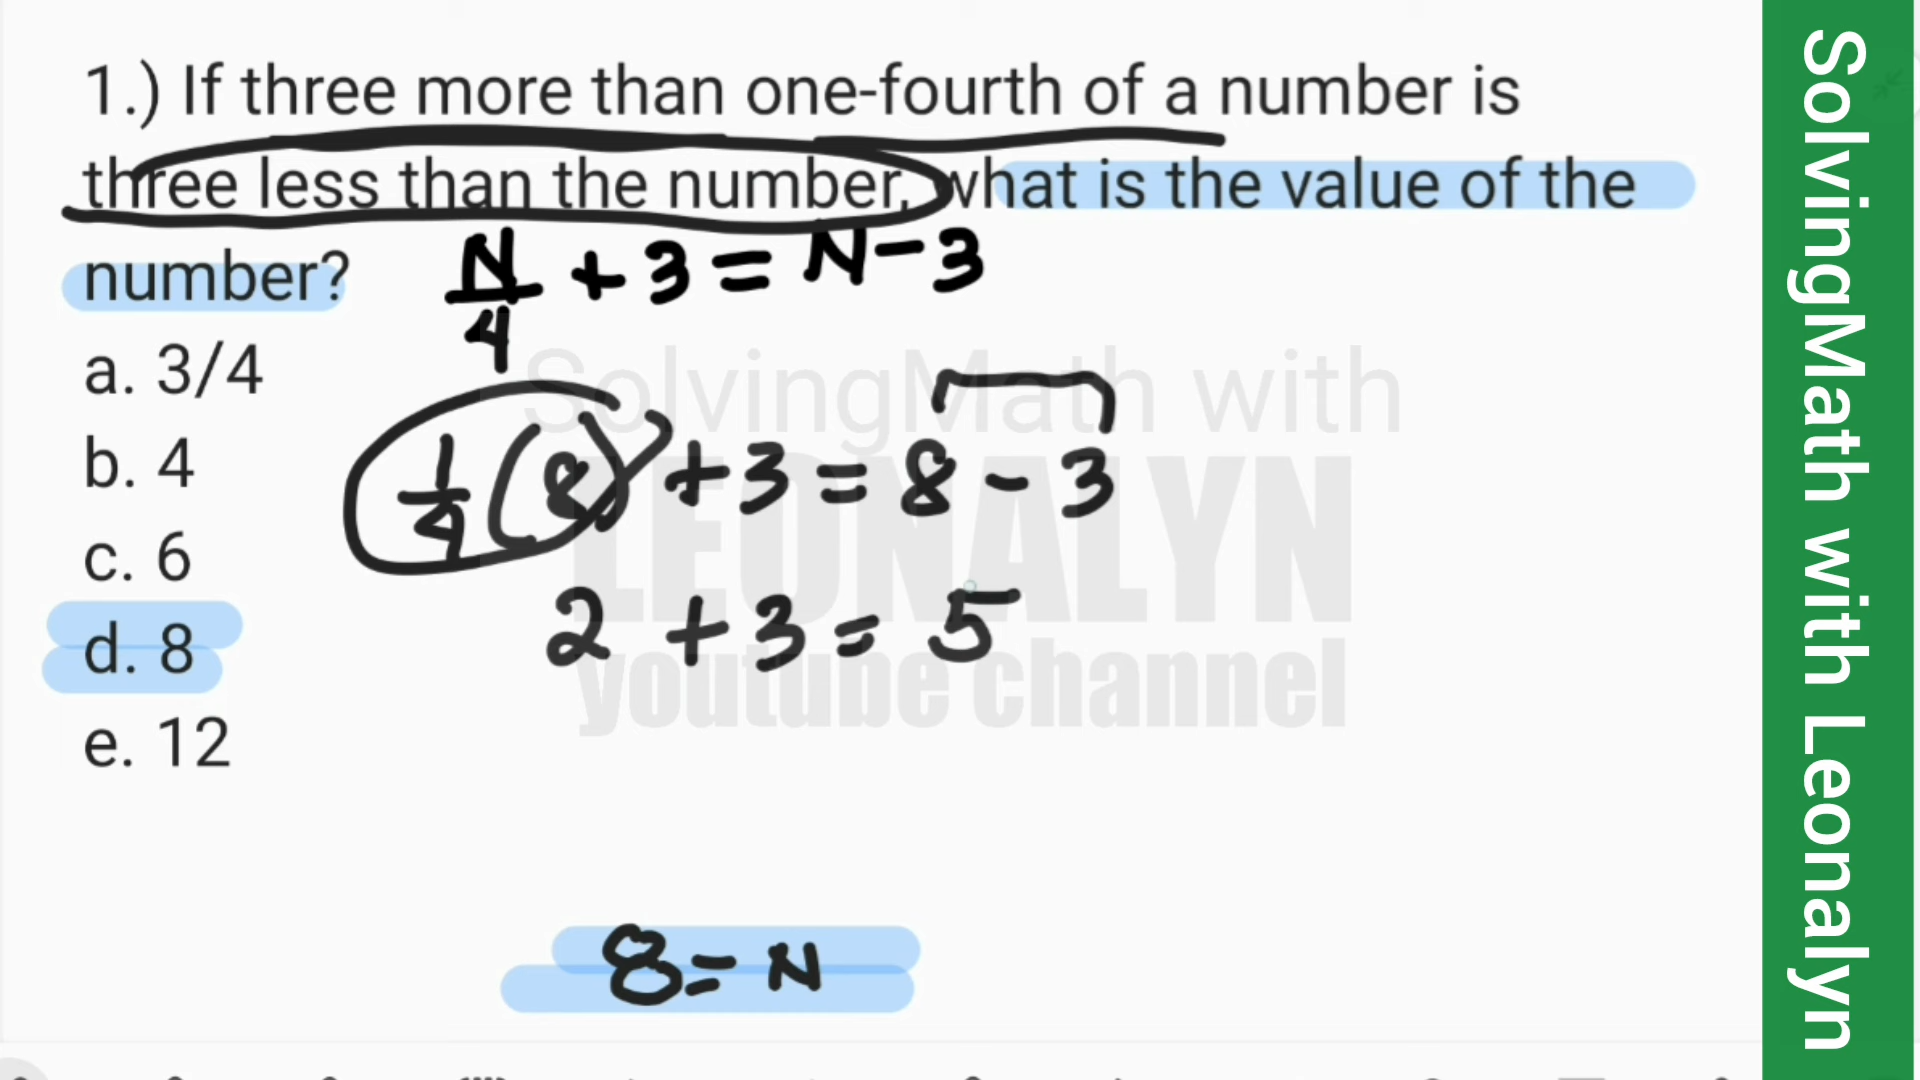 1.) If three more than one-fourth of a number is
three less than the number, what is the value of the
number?
N/4 + 3 = N - 3
a. 3/4
SolvingMath with
1/4 (8) + 3 = 8 - 3
b. 4
LEONALYN
c. 6
2 + 3 = 5
d. 8
youtube channel
e. 12
8 = N
SolvingMath with Leonalyn